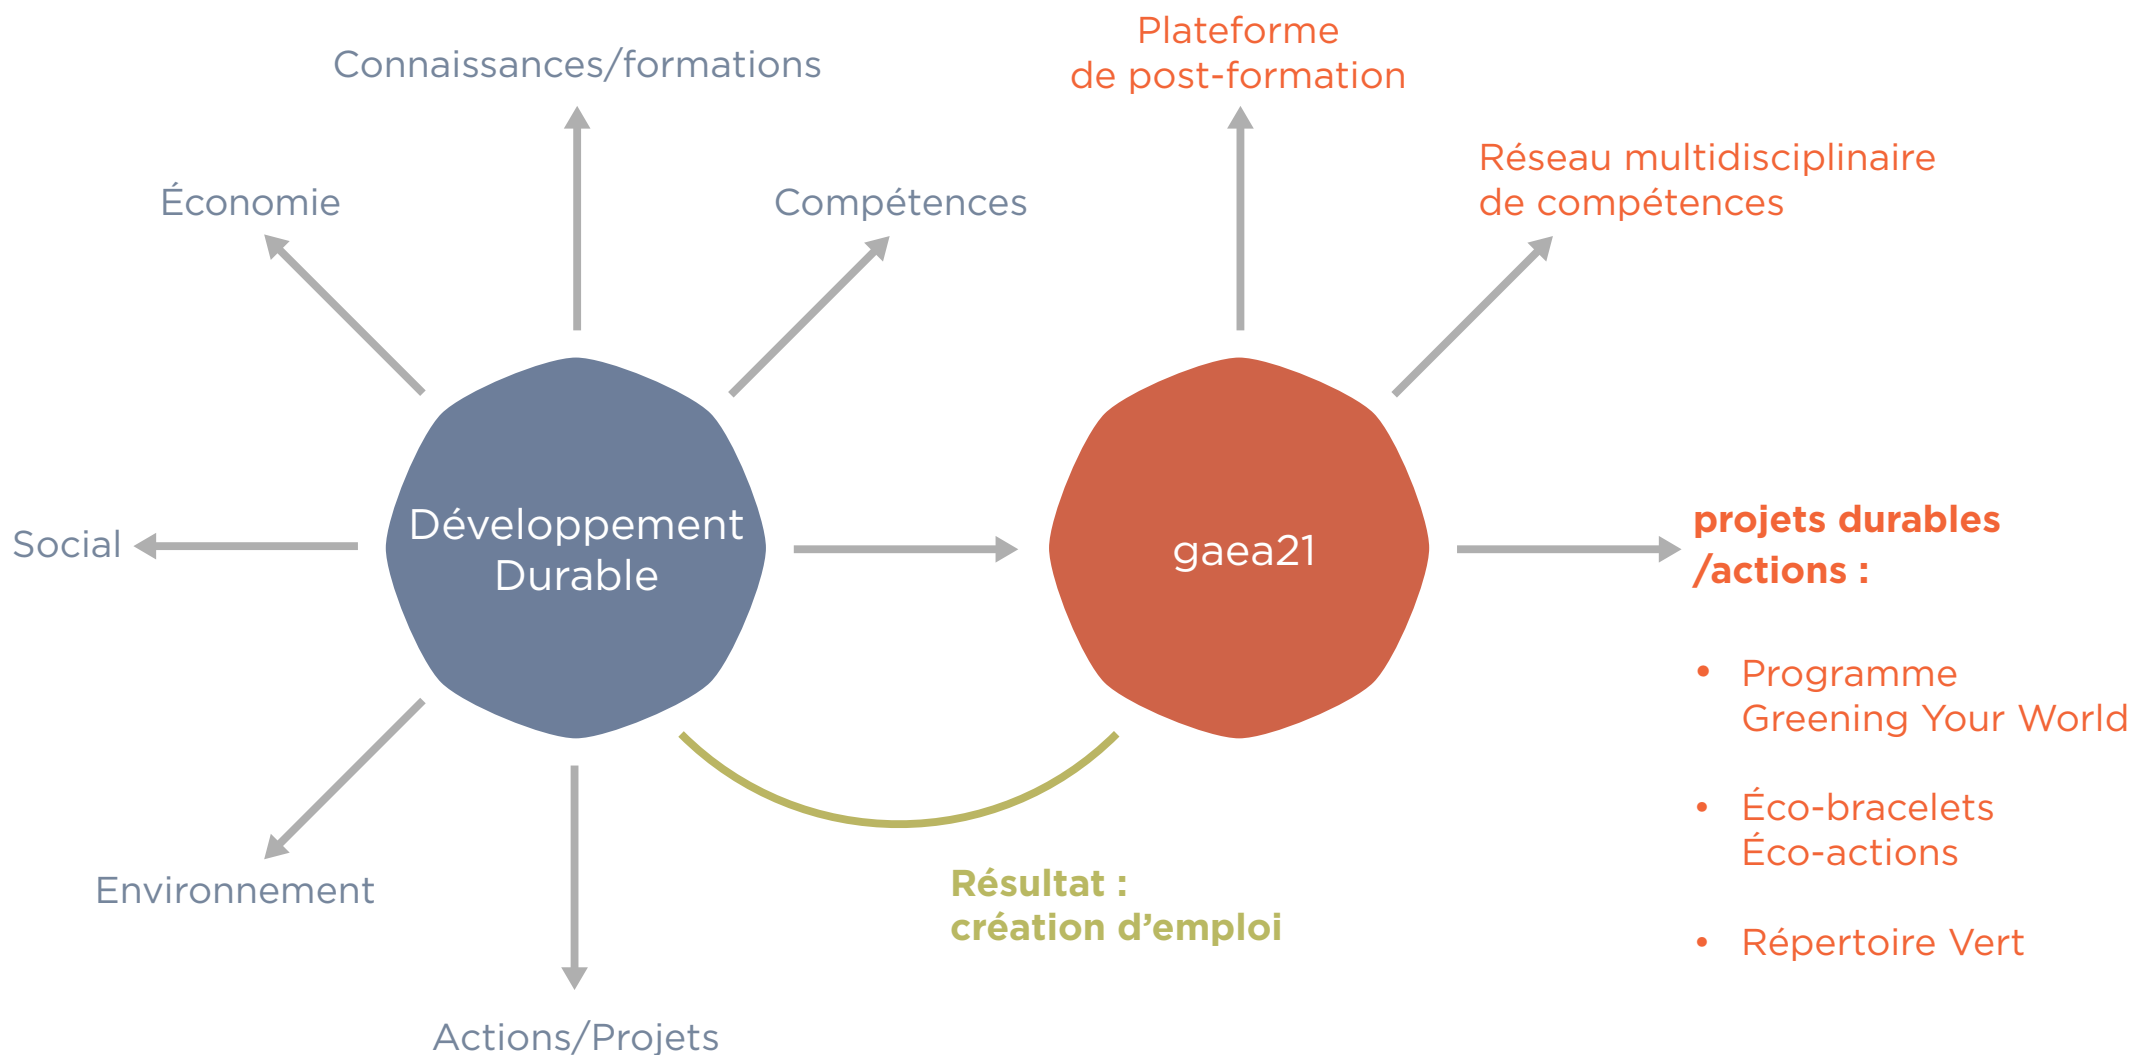 Connaissances/formations
Économie
Compétences
Social
Développement
Durable
Environnement
Actions/Projets
Plateforme
de post-formation
Réseau multidisciplinaire
de compétences
gaea21
projets durables
/actions :
• Programme
Greening Your World
• Éco-bracelets
Éco-actions
• Répertoire Vert
Résultat :
création d’emploi